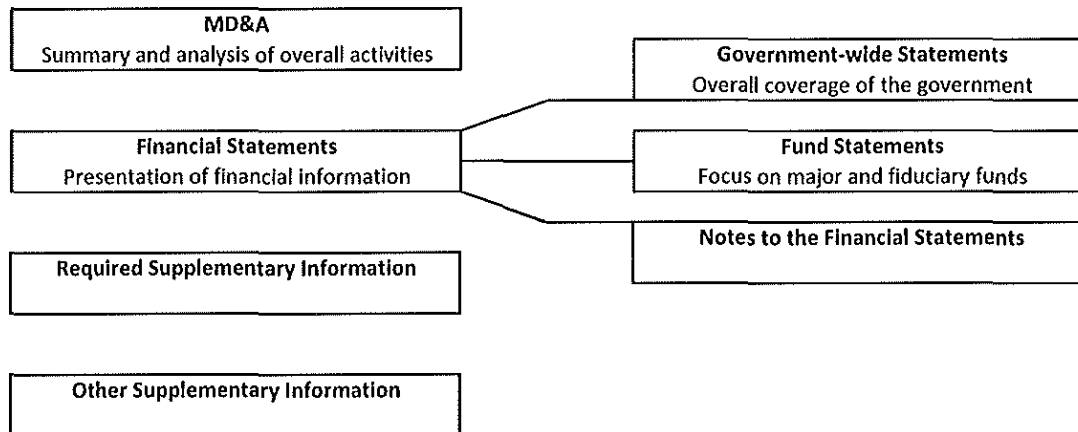 MD&A
Summary and analysis of overall activities
Financial Statements
Presentation of financial information
Required Supplementary Information
Other Supplementary Information
Government-wide Statements
Overall coverage of the government
Fund Statements
Focus on major and fiduciary funds
Notes to the Financial Statements